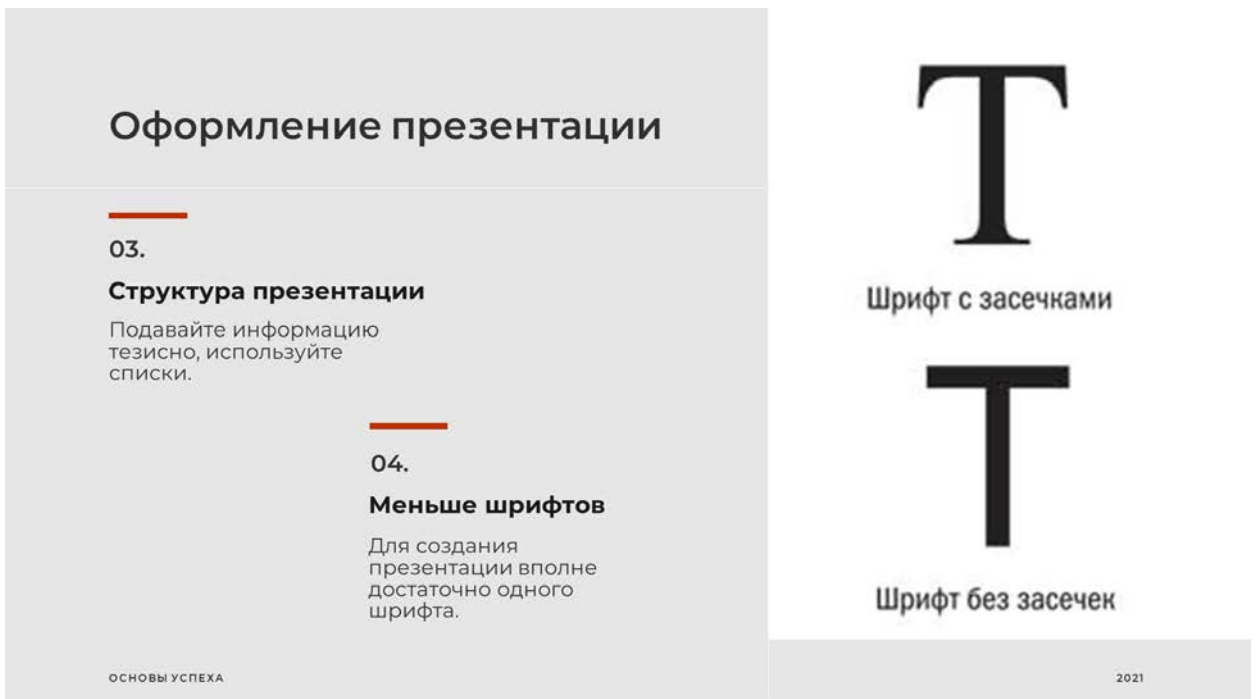 Оформление презентации
03.
Структура презентации
Подавайте информацию
тезисно, используйте
списки.
04.
Меньше шрифтов
Для создания
презентации вполне
достаточно одного
шрифта.
ОСНОВЫ УСПЕХА
Т
Шрифт с засечками
Т
Шрифт без засечек
2021